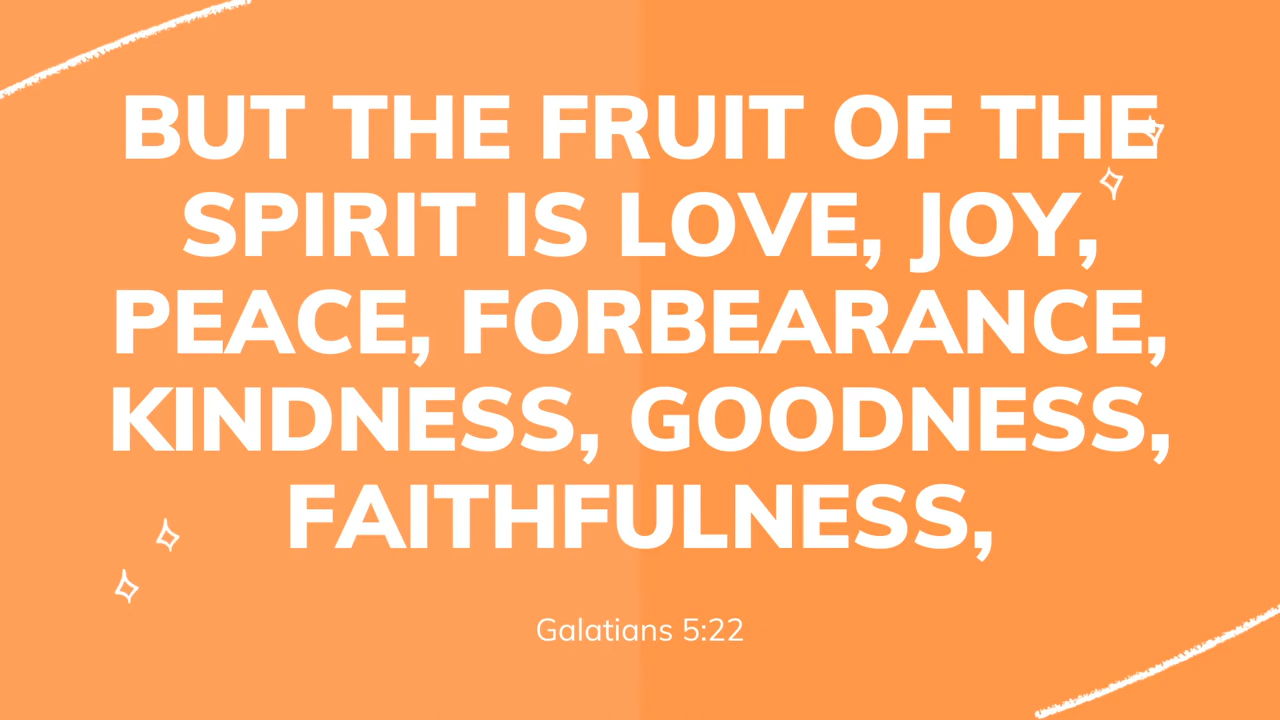 BUT THE FRUIT OF THE
SPIRIT IS LOVE, JOY,
PEACE, FORBEARANCE,
KINDNESS, GOODNESS,
FAITHFULNESS,
Galatians 5:22